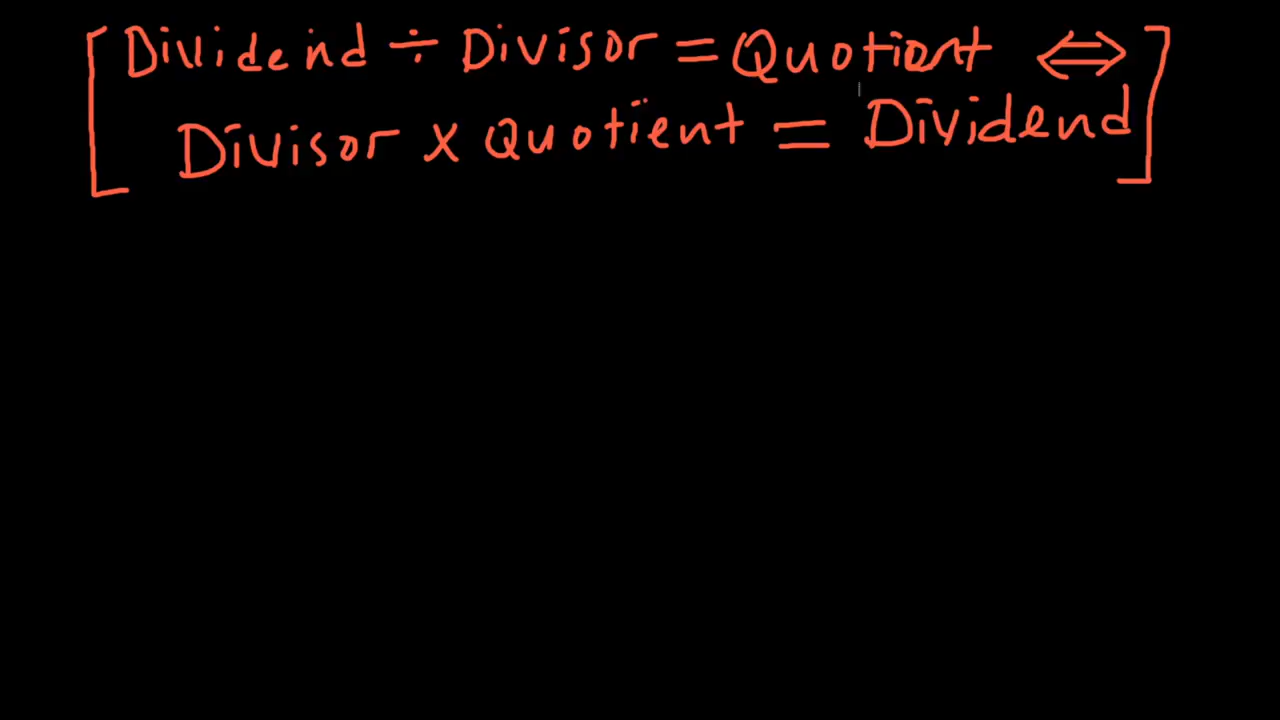 [Dividend ÷ Divisor = Quotient ⇔]
[Divisor x Quotient = Dividend]